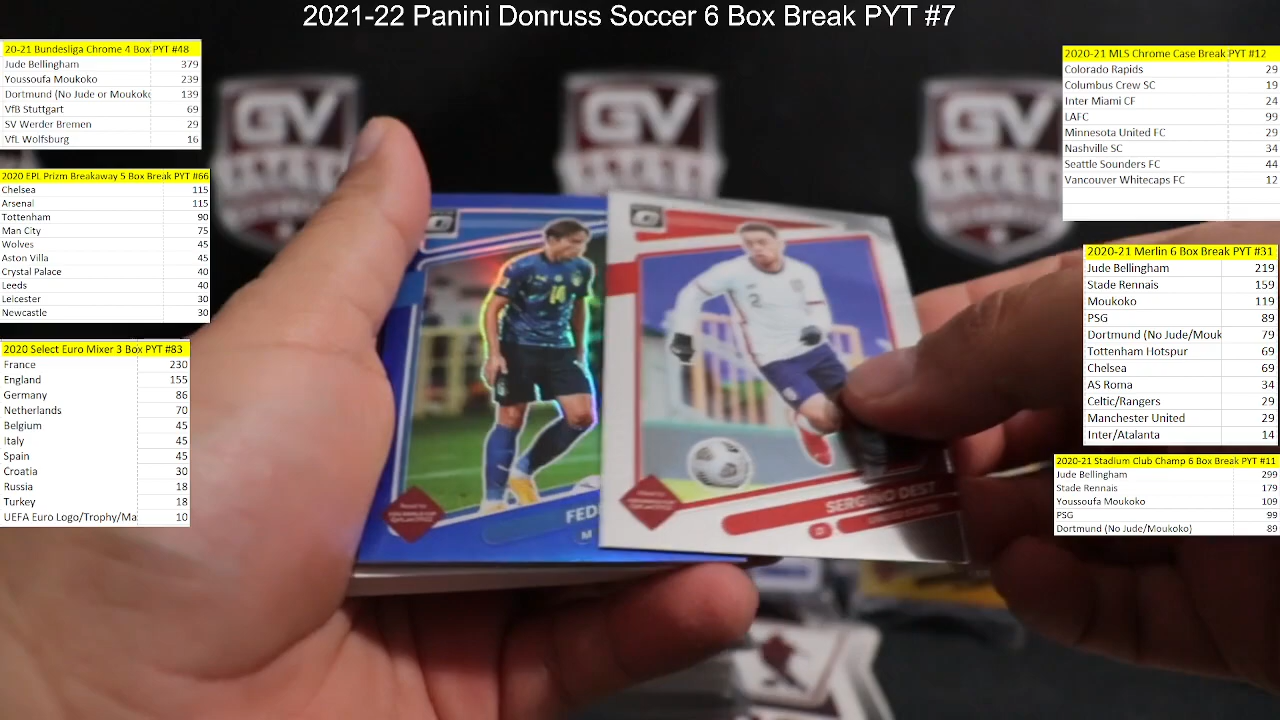 2021-22 Panini Donruss Soccer 6 Box Break PYT #7
20-21 Bundesliga Chrome 4 Box PYT #48
Jude Bellingham 379
Youssoufa Moukoko 239
Dortmund (No Jude or Moukoko 139
VfB Stuttgart 69
SV Werder Bremen 29
VfL Wolfsburg 16
2020 EPL Prizm Breakaway 5 Box Break PYT #66
Chelsea 115
Arsenal 115
Tottenham 90
Man City 75
Wolves 45
Aston Villa 45
Crystal Palace 40
Leeds 40
Leicester 30
Newcastle 30
2020 Select Euro Mixer 3 Box PYT #83
France 230
England 155
Germany 86
Netherlands 70
Belgium 45
Italy 45
Spain 45
Croatia 30
Russia 18
Turkey 18
UEFA Euro Logo/Trophy/Ma 10
GV
GV
GV
14
FED
M
2
SERGINO DEST
D
2020-21 MLS Chrome Case Break PYT #12
Colorado Rapids 29
Columbus Crew SC 19
Inter Miami CF 24
LAFC 99
Minnesota United FC 29
Nashville SC 34
Seattle Sounders FC 44
Vancouver Whitecaps FC 12
2020-21 Merlin 6 Box Break PYT #31
Jude Bellingham 219
Stade Rennais 159
Moukoko 119
PSG 89
Dortmund (No Jude/Mouk 79
Tottenham Hotspur 69
Chelsea 69
AS Roma 34
Celtic/Rangers 29
Manchester United 29
Inter/Atalanta 14
2020-21 Stadium Club Champ 6 Box Break PYT #11
Jude Bellingham 299
Stade Rennais 179
Youssoufa Moukoko 109
PSG 99
Dortmund (No Jude/Moukoko) 89